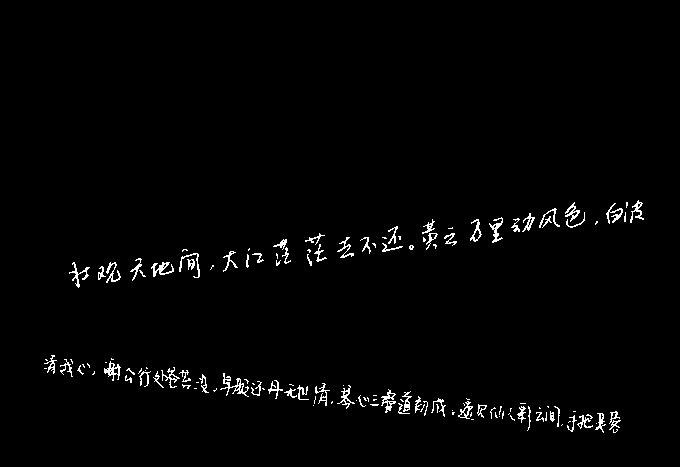 壮观天地间，大江茫茫去不还。黄云万里动风色，白波
清我心，谢公行处苍苔没，早服还丹无世情，琴心三叠道初成。遥见仙人彩云间，手把芙蓉